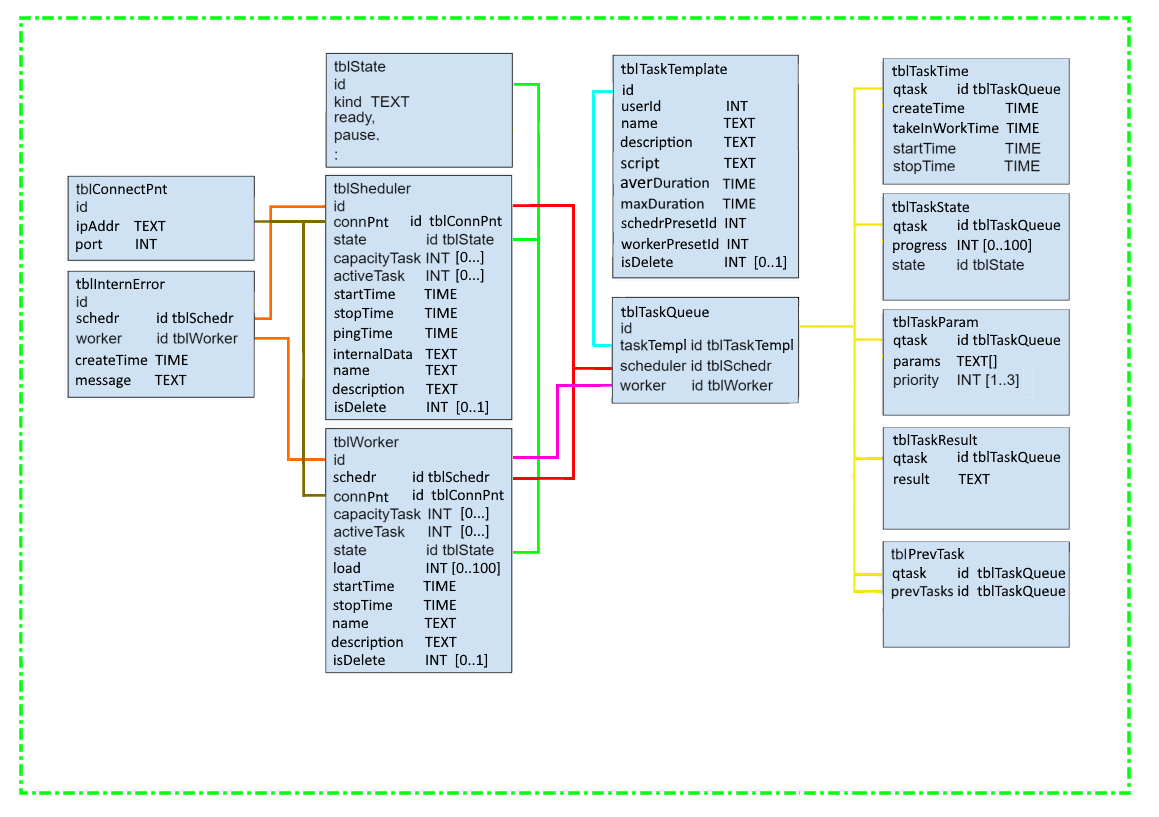 tblState
id
kind TEXT
ready,
pause.
:
tblConnectPnt
id
ipAddr TEXT
port INT
tblInternError
id
schedr id tblSchedr
worker id tblWorker
createTime TIME
message TEXT
tblSheduler
id
connPnt id tblConnPnt
state id tblState
capacityTask INT [0...]
activeTask INT [0...]
startTime TIME
stopTime TIME
pingTime TIME
internalData TEXT
name TEXT
description TEXT
isDelete INT [0..1]
tblWorker
id
schedr id tblSchedr
connPnt id tblConnPnt
capacityTask INT [0...]
activeTask INT [0...]
state id tblState
load INT [0..100]
startTime TIME
stopTime TIME
name TEXT
description TEXT
isDelete INT [0..1]
tblTaskTemplate
id
userId INT
name TEXT
description TEXT
script TEXT
averDuration TIME
maxDuration TIME
schedrPresetId INT
workerPresetId INT
isDelete INT [0..1]
tblTaskQueue
id
taskTempl id tblTaskTempl
scheduler id tblSchedr
worker id tblWorker
tblTaskTime
qtask id tblTaskQueue
createTime TIME
takeInWorkTime TIME
startTime TIME
stopTime TIME
tblTaskState
qtask id tblTaskQueue
progress INT [0..100]
state id tblState
tblTaskParam
qtask id tblTaskQueue
params TEXT[]
priority INT [1..3]
tblTaskResult
qtask id tblTaskQueue
result TEXT
tblPrevTask
qtask id tblTaskQueue
prevTasks id tblTaskQueue